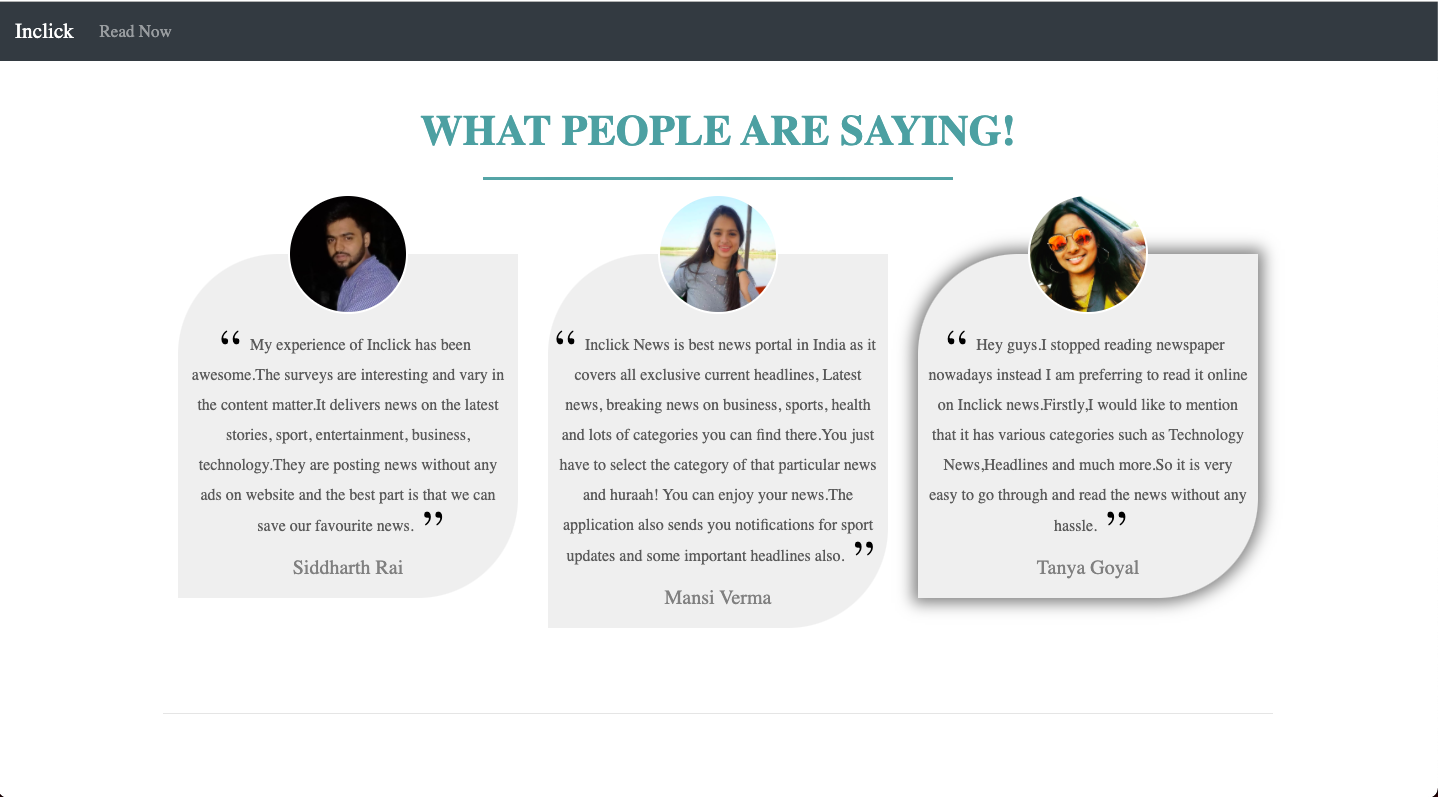 Inclick Read Now
WHAT PEOPLE ARE SAYING!
“ My experience of Inclick has been
awesome.The surveys are interesting and vary in
the content matter.It delivers news on the latest
stories, sport, entertainment, business,
technology.They are posting news without any
ads on website and the best part is that we can
save our favourite news. ”
Siddharth Rai
“ Inclick News is best news portal in India as it
covers all exclusive current headlines, Latest
news, breaking news on business, sports, health
and lots of categories you can find there.You just
have to select the category of that particular news
and huraah! You can enjoy your news.The
application also sends you notifications for sport
updates and some important headlines also. ”
Mansi Verma
“ Hey guys.I stopped reading newspaper
nowadays instead I am preferring to read it online
on Inclick news.Firstly,I would like to mention
that it has various categories such as Technology
News,Headlines and much more.So it is very
easy to go through and read the news without any
hassle. ”
Tanya Goyal